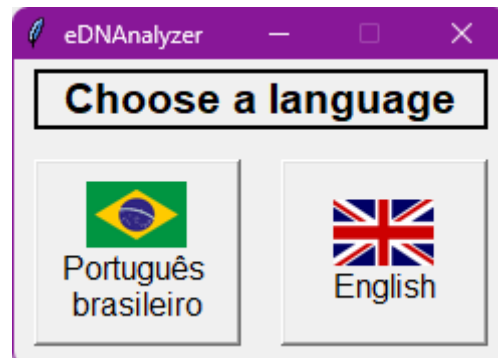 eDNAnalyzer
Choose a language
Português
brasileiro
English